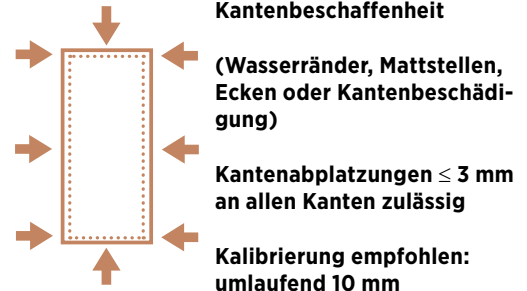 Kantenbeschaffenheit
(Wasserränder, Mattstellen,
Ecken oder Kantenbeschädi-
gung)
Kantenabplatzungen ≤ 3 mm
an allen Kanten zulässig
Kalibrierung empfohlen:
umlaufend 10 mm